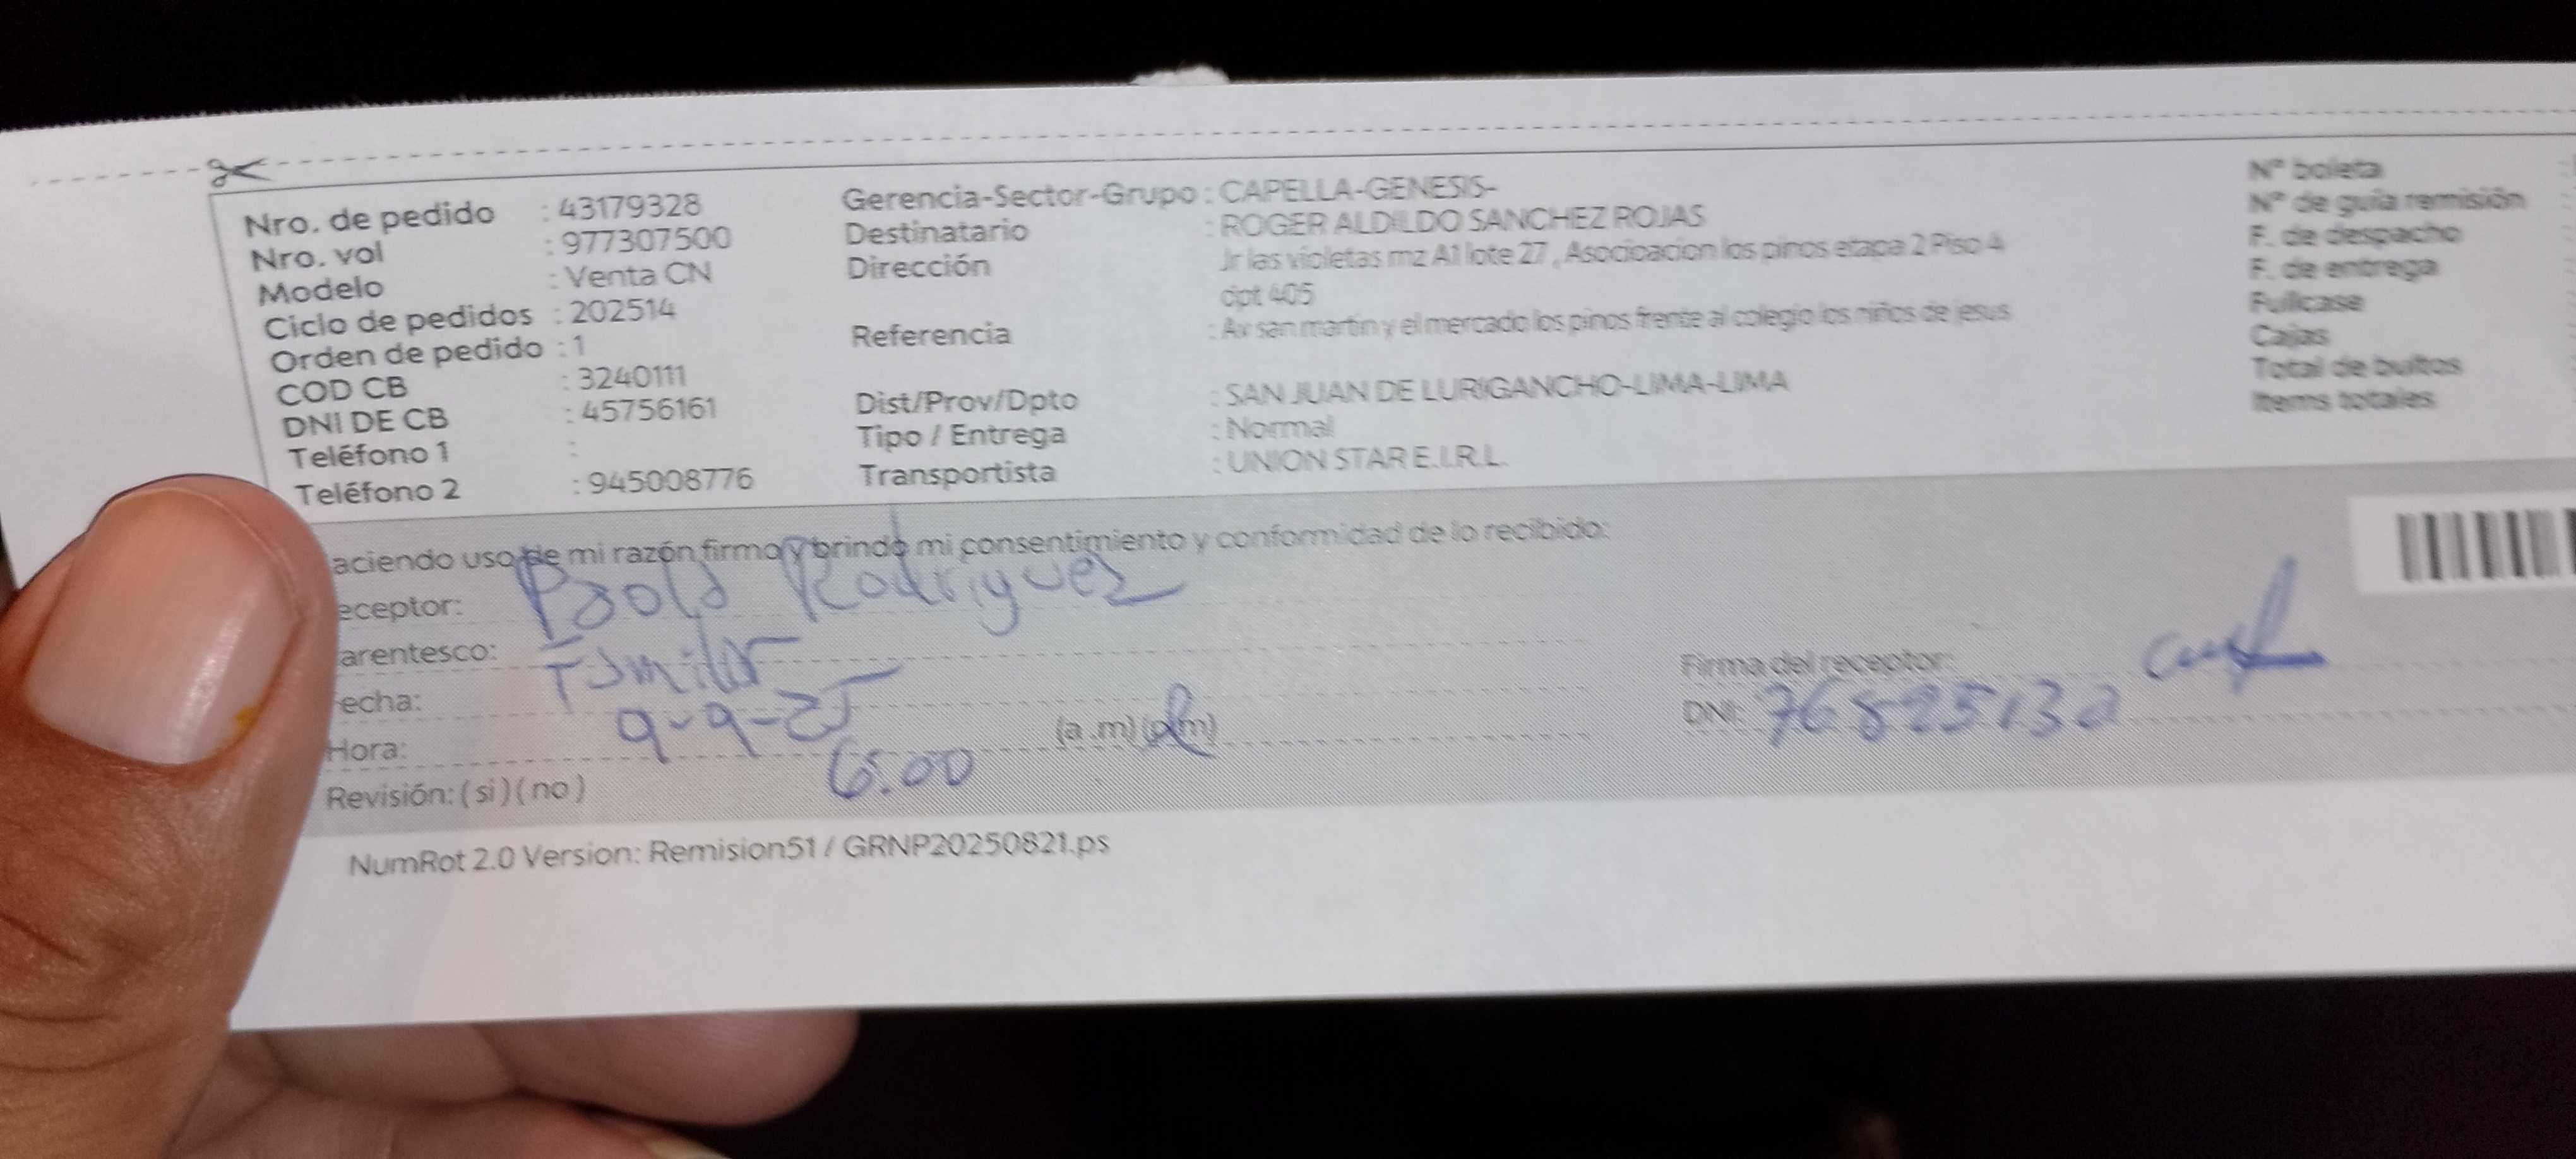 Nro. de pedido : 43179328
Nro. vol : 977307500
Modelo : Venta CN
Ciclo de pedidos : 202514
Orden de pedido : 1
COD CB : 3240111
DNI DE CB : 45756161
Teléfono 1 :
Teléfono 2 : 945008776
Gerencia-Sector-Grupo : CAPELLA-GENESIS-
Destinatario : ROGER ALDILDO SANCHEZ ROJAS
Dirección Jr las violetas mz A1 lote 27 , Asocioacion los pinos etapa 2 Piso 4
dpt 405
Referencia : Av san martin y el mercado los pinos frente al colegio los niños de jesus
Dist/Prov/Dpto : SAN JUAN DE LURIGANCHO-LIMA-LIMA
Tipo / Entrega : Normal
Transportista : UNION STAR E.I.R.L.
N° boleta
N° de guía remisión
F. de despacho
F. de entrega
Fullcase
Cajas
Total de bultos
Items totales
aciendo uso de mi razón firmo y brindo mi consentimiento y conformidad de lo recibido:
eceptor: Paola Rodriguez
arentesco: Familiar
echa: 9-9-25
Hora: 6:00 (a.m) (p.m)
Revisión: ( si ) ( no )
Firma del receptor:
DNI:
NumRot 2.0 Version: Remision51 / GRNP20250821.ps